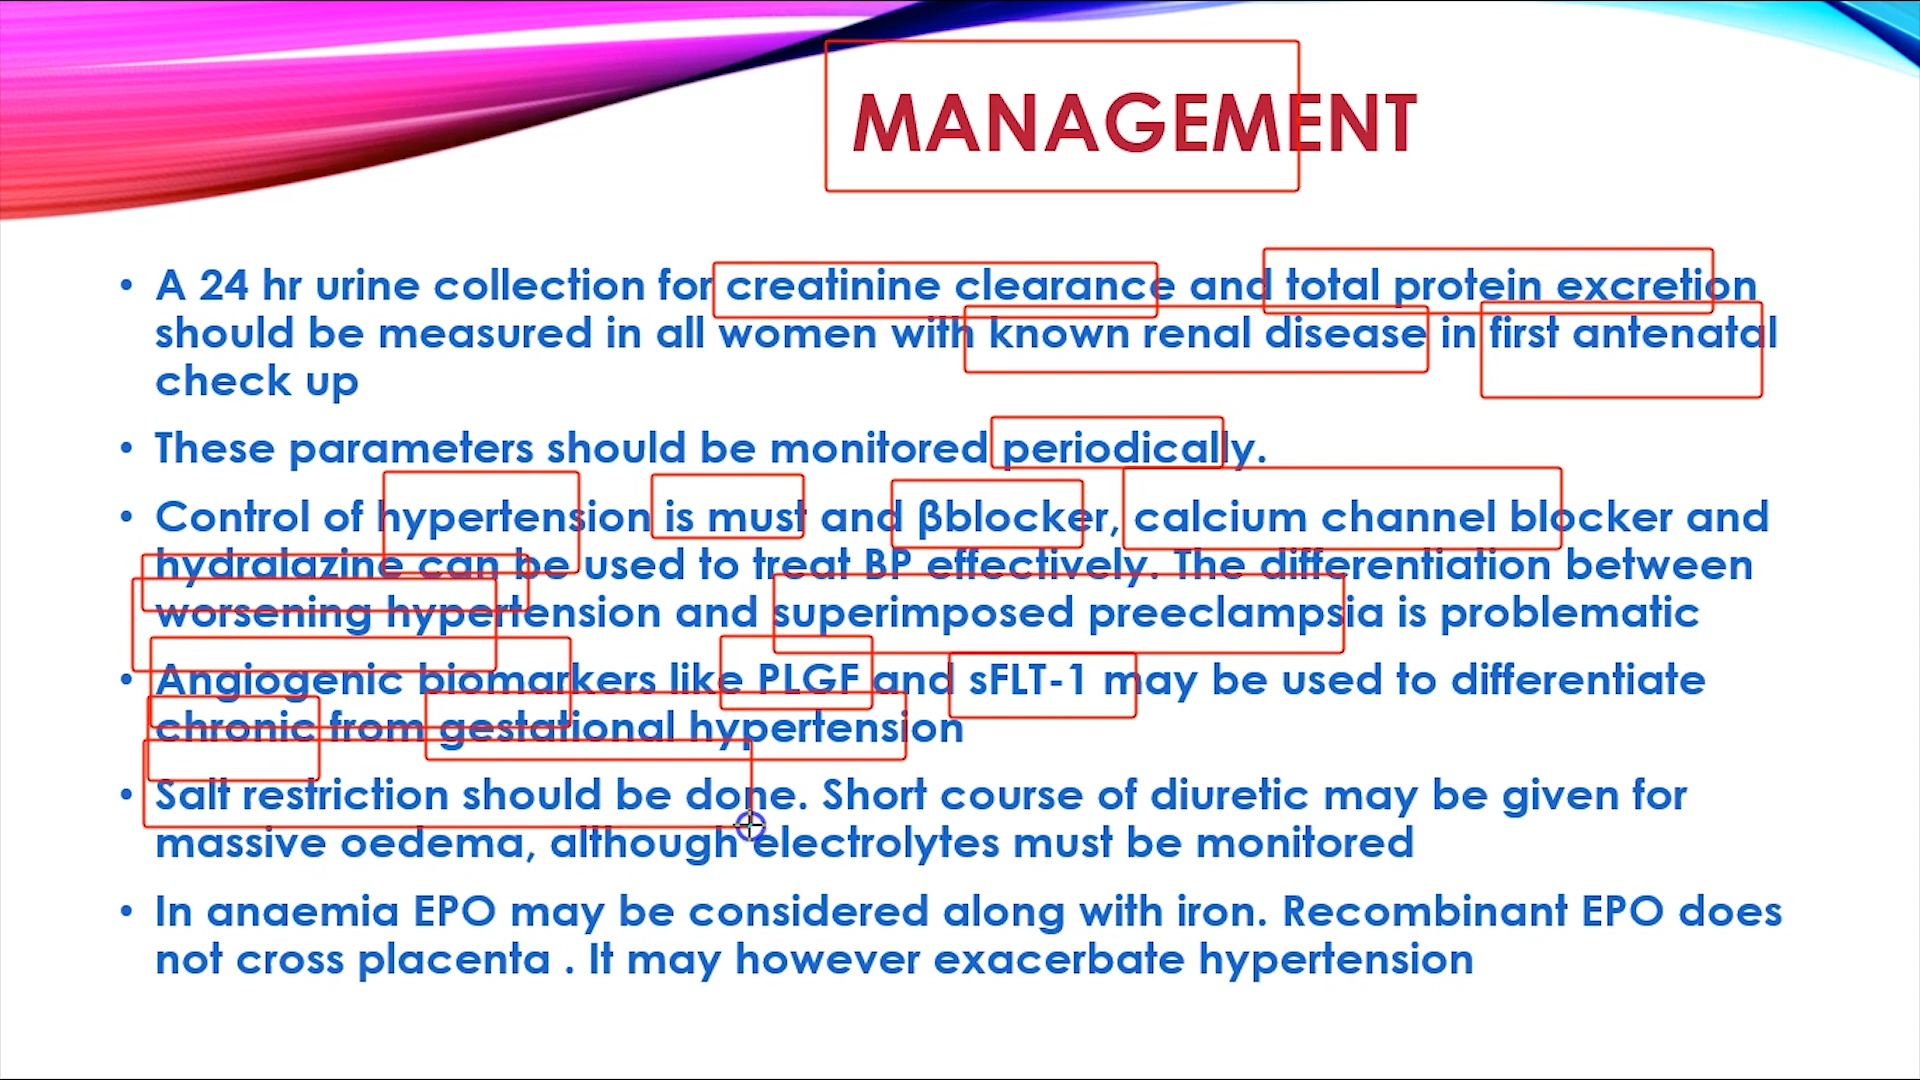 MANAGEMENT
• A 24 hr urine collection for creatinine clearance and total protein excretion
should be measured in all women with known renal disease in first antenatal
check up
• These parameters should be monitored periodically.
• Control of hypertension is must and βblocker, calcium channel blocker and
hydralazine can be used to treat BP effectively. The differentiation between
worsening hypertension and superimposed preeclampsia is problematic
• Angiogenic biomarkers like PLGF and sFLT-1 may be used to differentiate
chronic from gestational hypertension
• Salt restriction should be done. Short course of diuretic may be given for
massive oedema, although electrolytes must be monitored
• In anaemia EPO may be considered along with iron. Recombinant EPO does
not cross placenta . It may however exacerbate hypertension